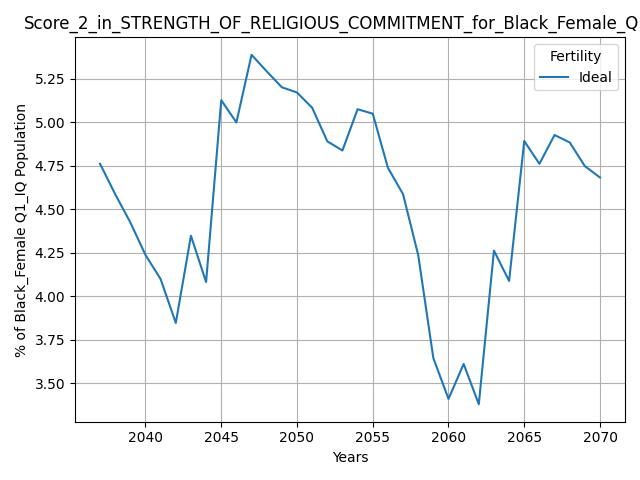 Score_2_in_STRENGTH_OF_RELIGIOUS_COMMITMENT_for_Black_Female_Q
Fertility
Ideal
% of Black_Female Q1_IQ Population
5.25
5.00
4.75
4.50
4.25
4.00
3.75
3.50
2040 2045 2050 2055 2060 2065 2070
Years